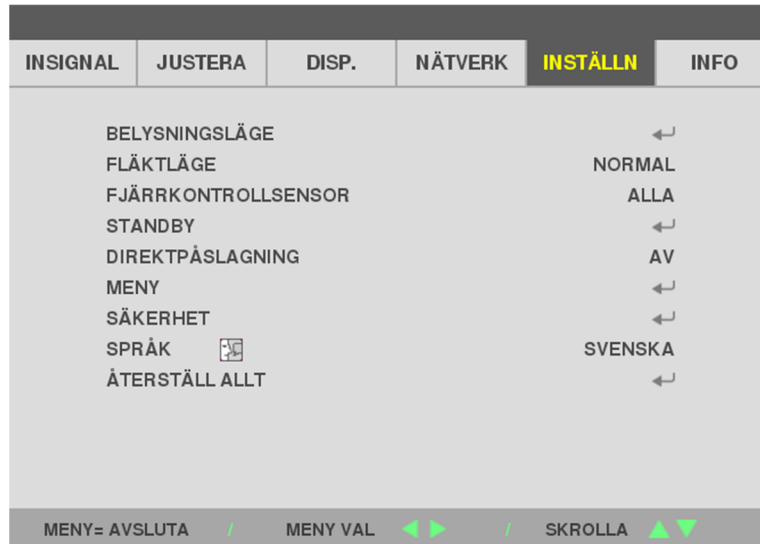 INSIGNAL JUSTERA DISP. NÄTVERK INSTÄLLN INFO
BELYSNINGSLÄGE
FLÄKTLÄGE NORMAL
FJÄRRKONTROLLSENSOR ALLA
STANDBY
DIREKTPÅSLAGNING AV
MENY
SÄKERHET
SPRÅK SVENSKA
ÅTERSTÄLL ALLT
MENY= AVSLUTA / MENY VAL / SKROLLA